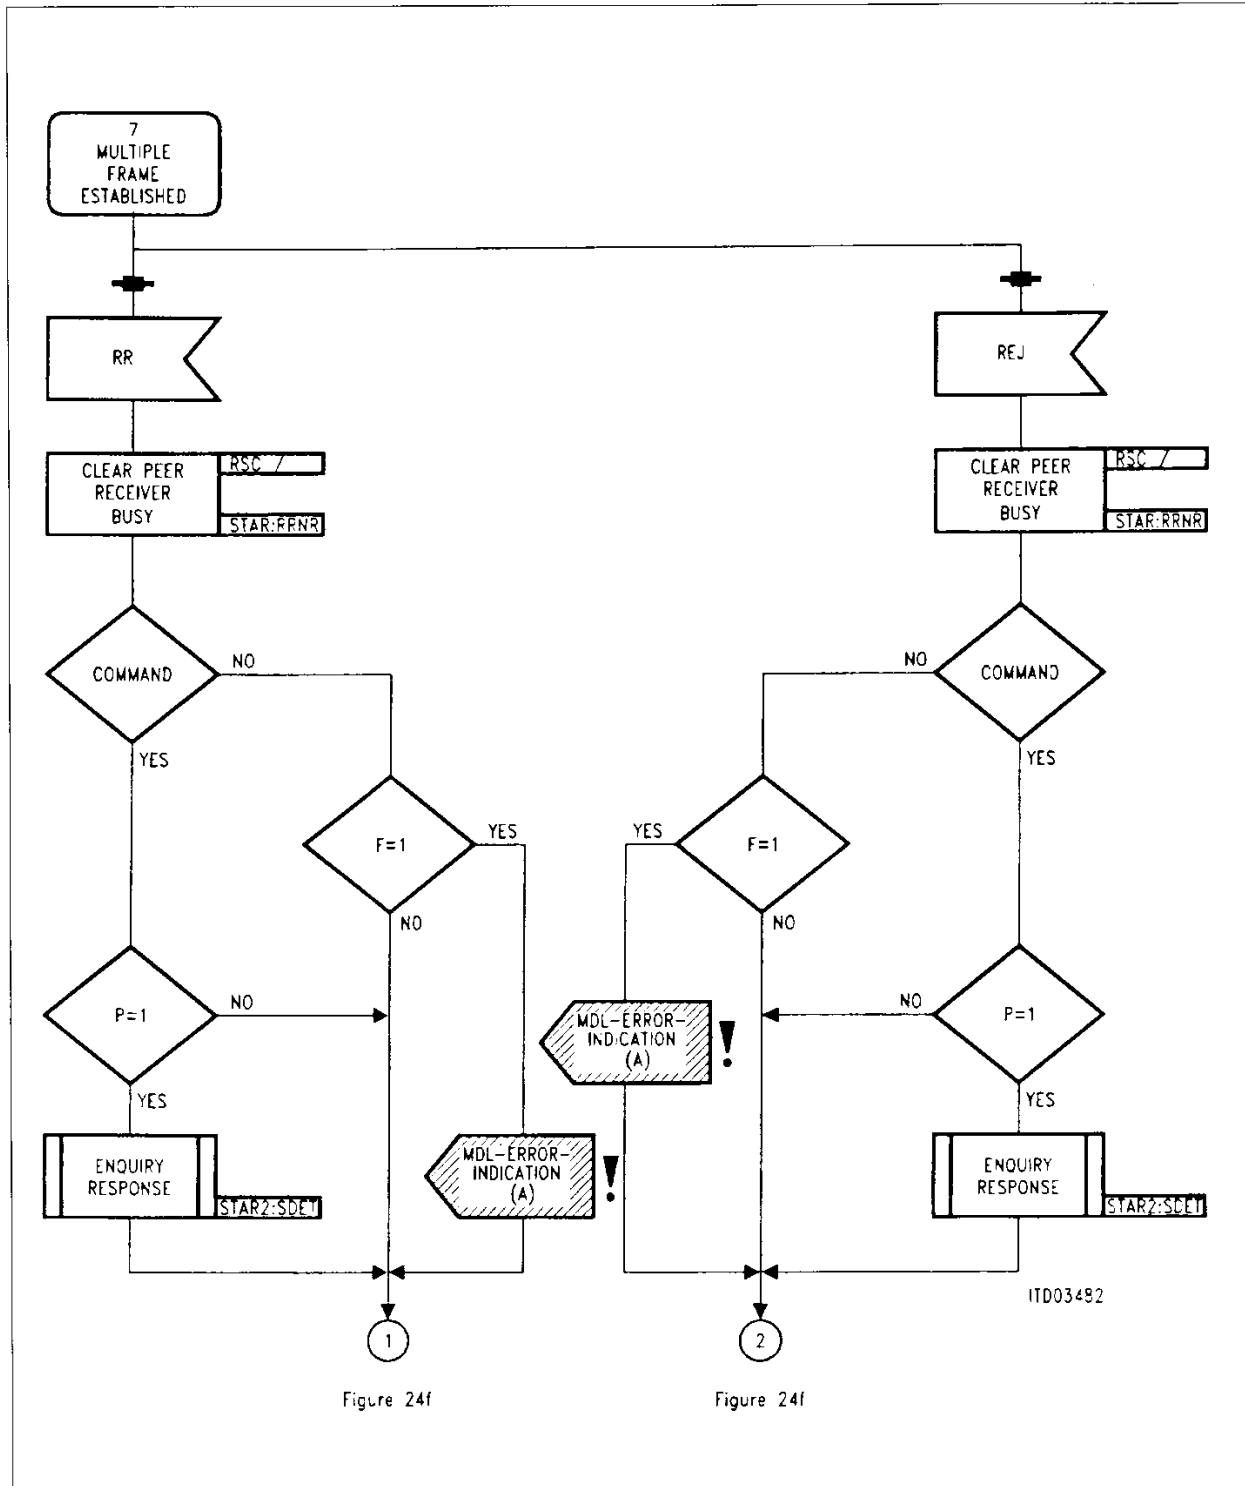 7
MULTIPLE
FRAME
ESTABLISHED
RR
REJ
CLEAR PEER
RECEIVER
BUSY
RSC /
STAR:RRNR
CLEAR PEER
RECEIVER
BUSY
RSC /
STAR:RRNR
COMMAND
NO
YES
NO
COMMAND
YES
F=1
YES
NO
YES
F=1
NO
P=1
NO
YES
MDL-ERROR-
INDICATION
(A)
!
NO
P=1
YES
ENQUIRY
RESPONSE
STAR2:SDET
MDL-ERROR-
INDICATION
(A)
!
ENQUIRY
RESPONSE
STAR2:SDET
ITD03482
1
2
Figure 24f
Figure 24f